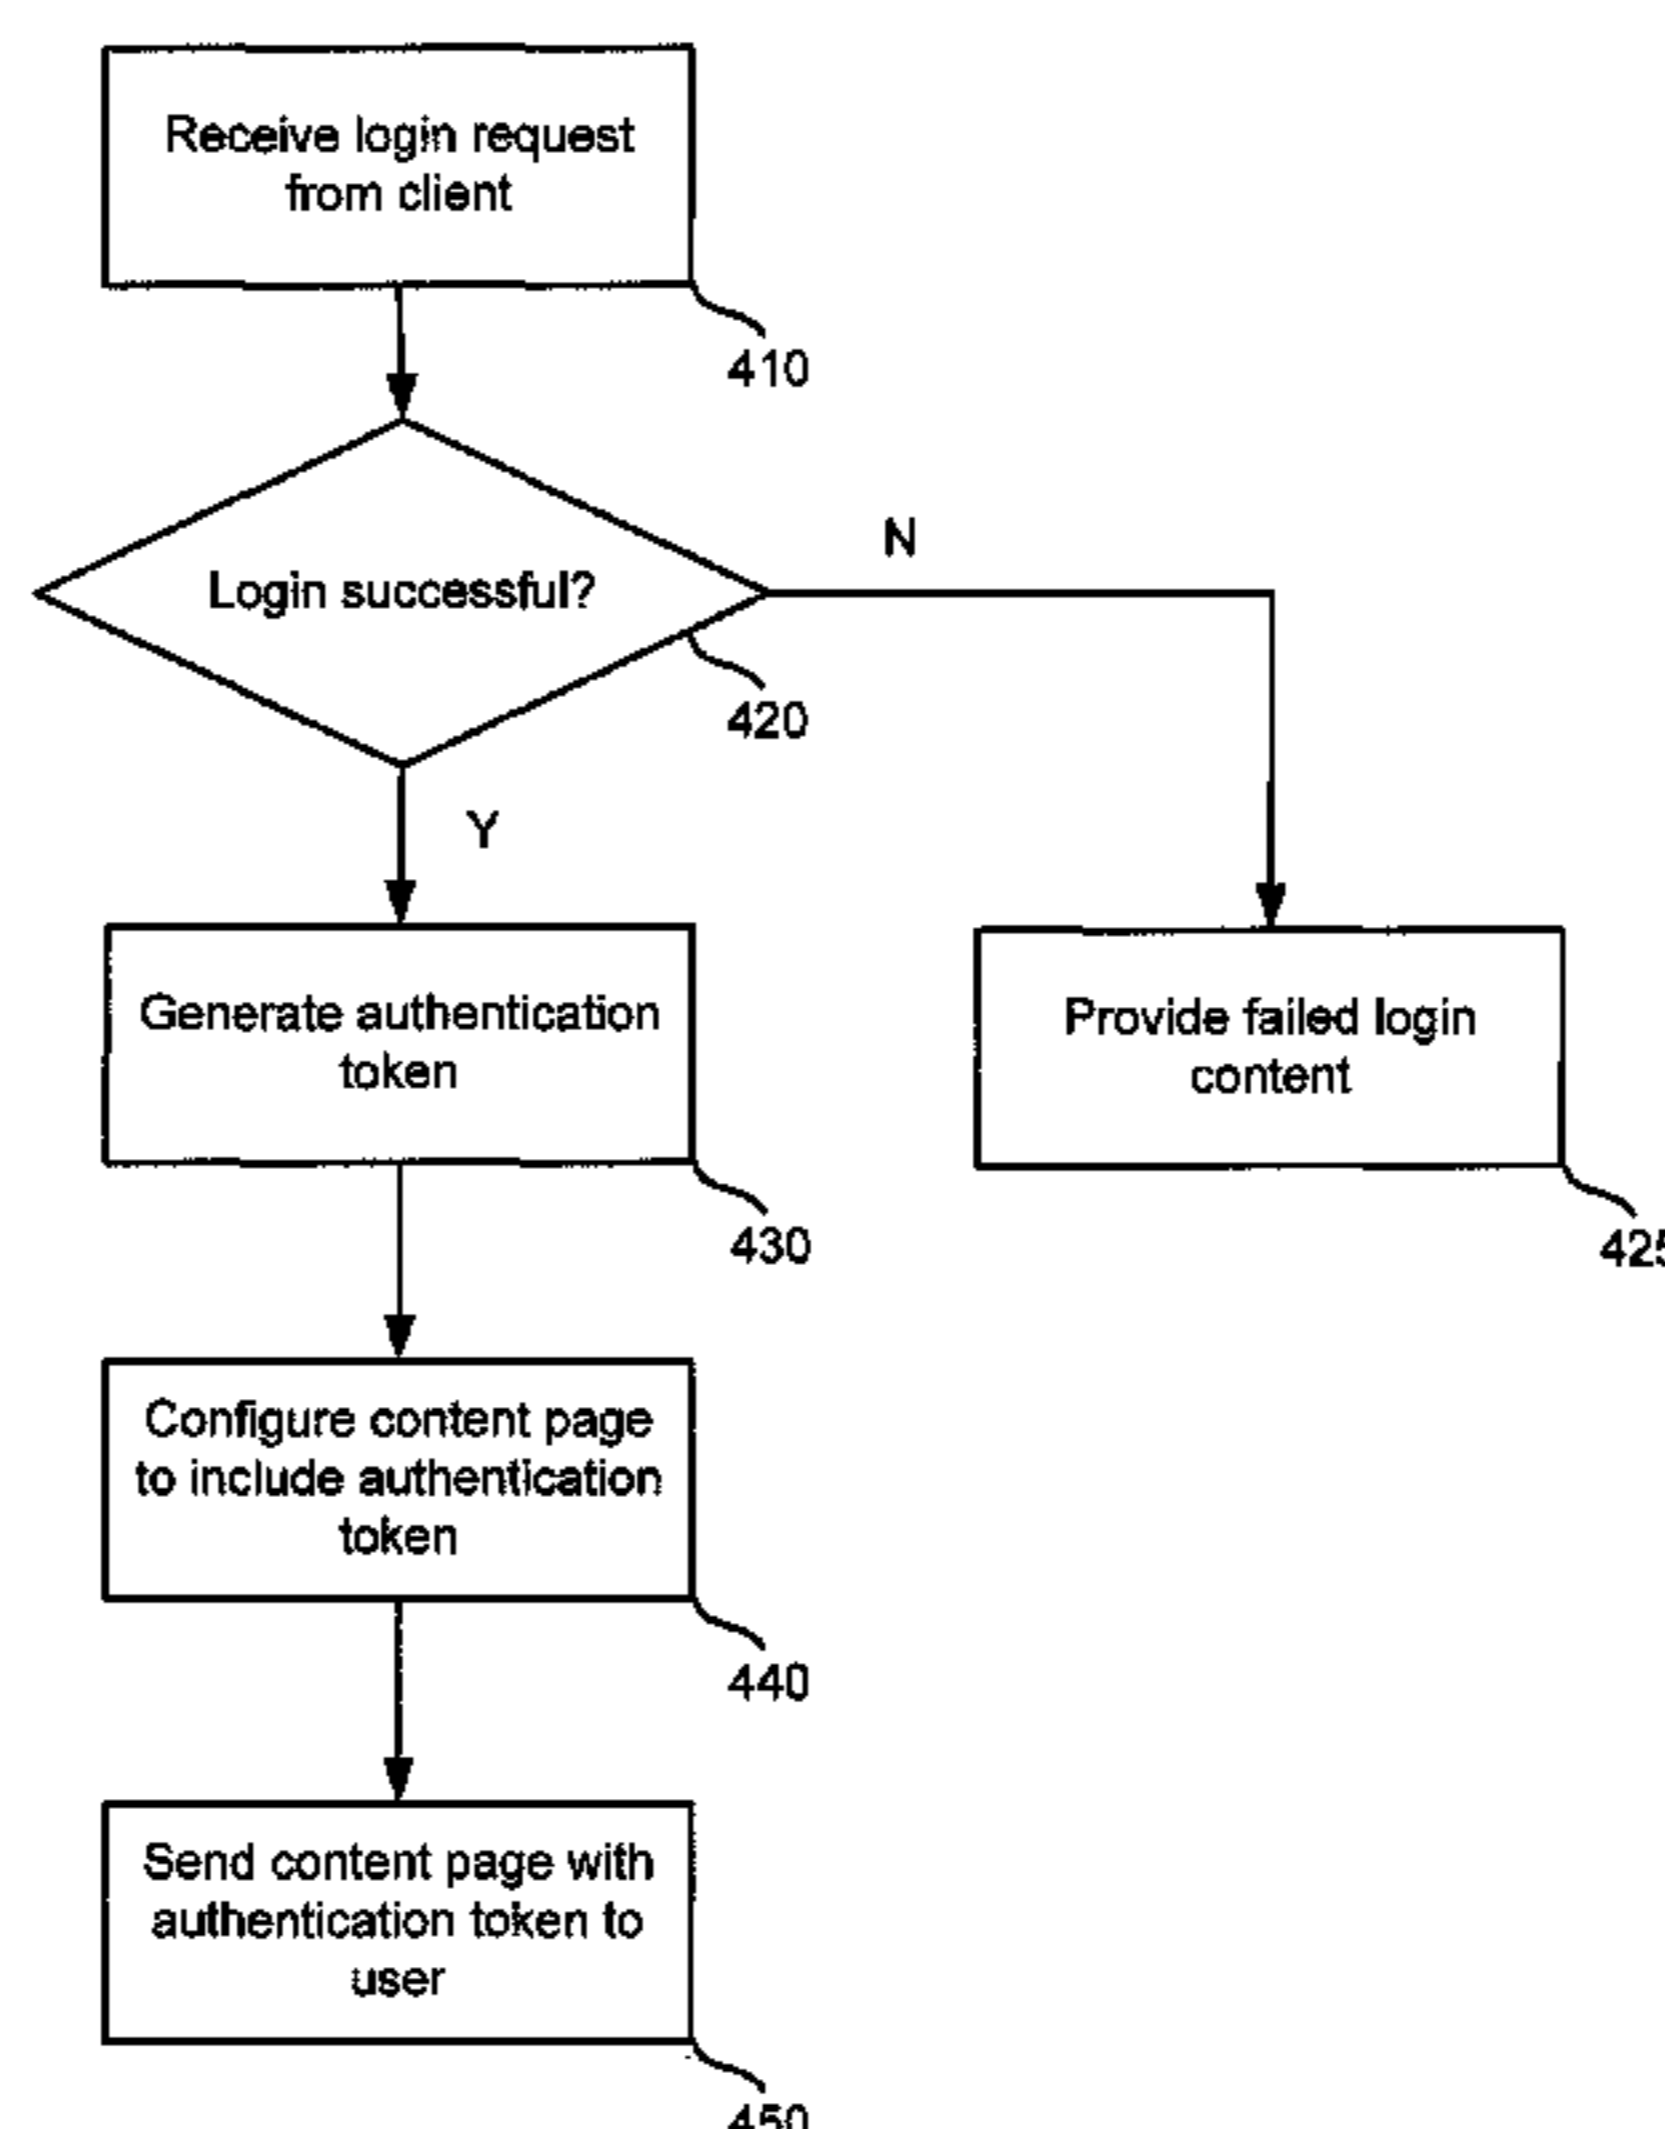 Receive login request
from client
410
Login successful?
N
420
Y
Generate authentication
token
430
Provide failed login
content
425
Configure content page
to include authentication
token
440
Send content page with
authentication token to
user
450